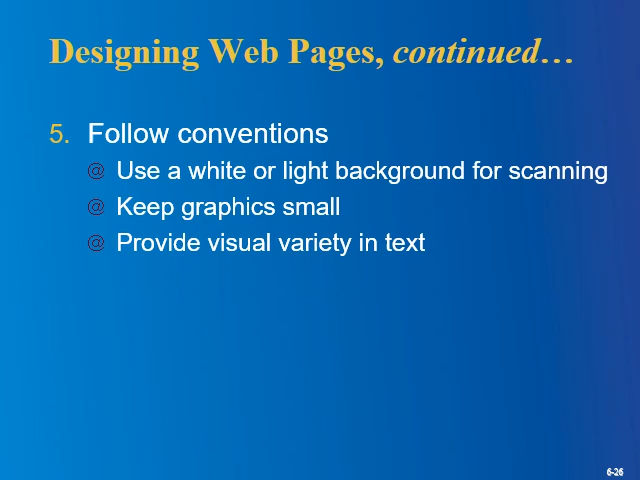 Designing Web Pages, continued…
5. Follow conventions
@ Use a white or light background for scanning
@ Keep graphics small
@ Provide visual variety in text
6-26